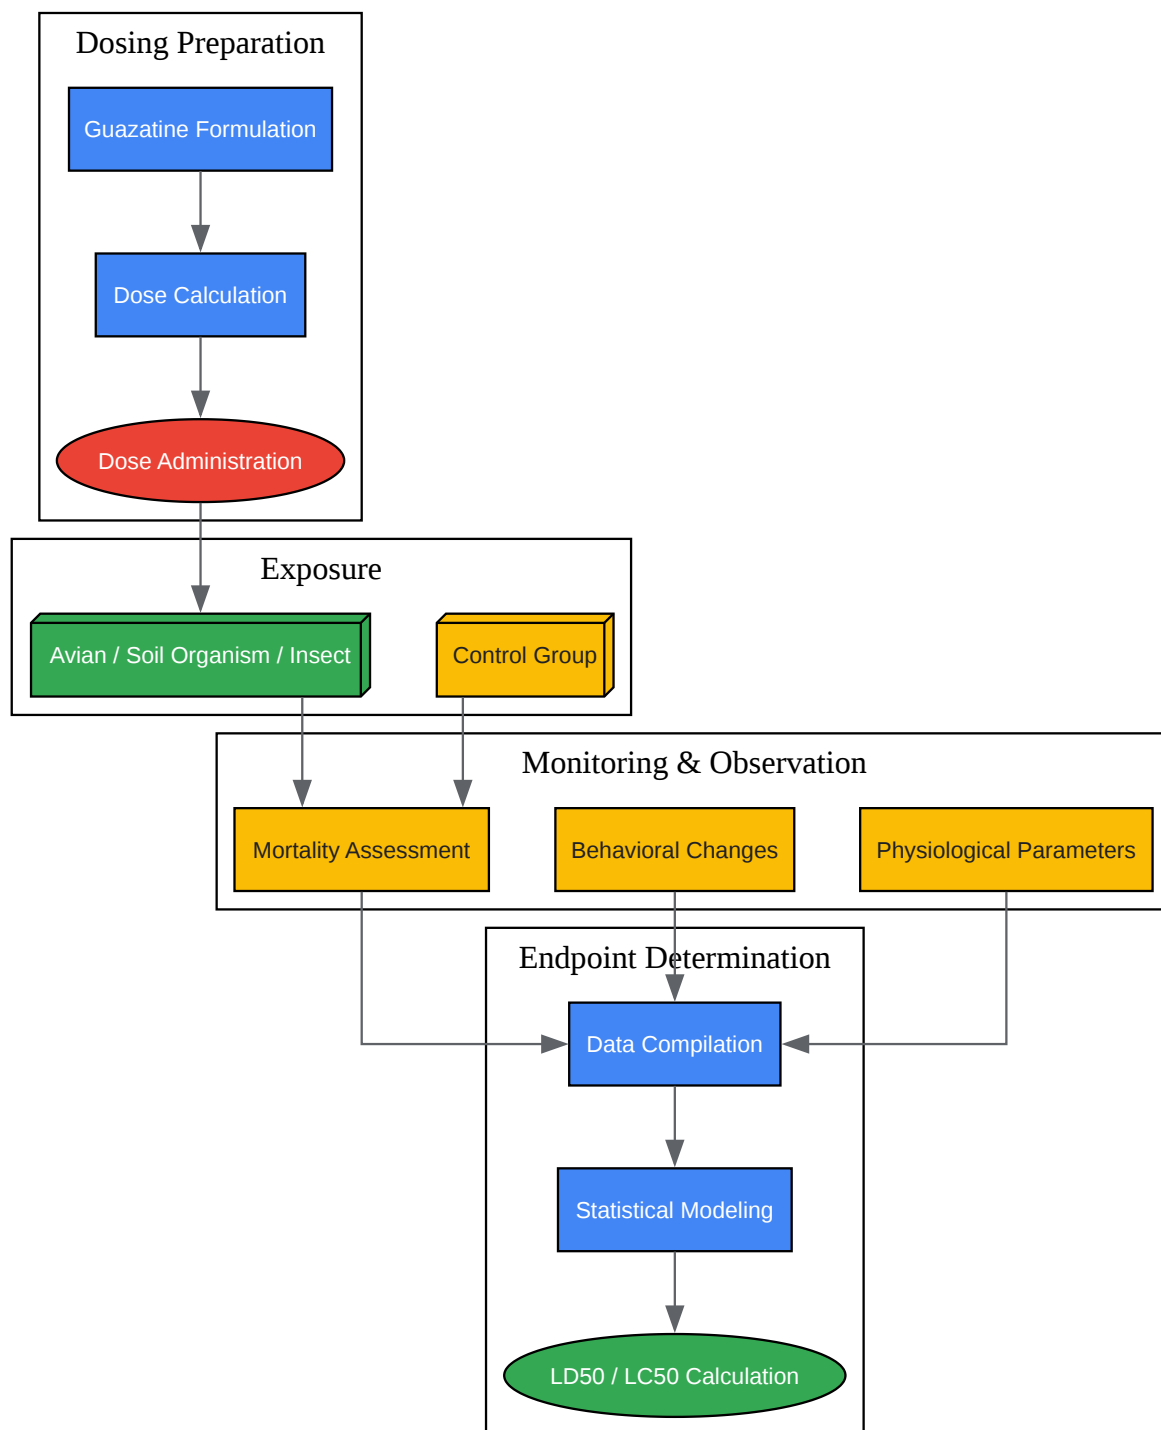 Dosing Preparation
Guazatine Formulation
Dose Calculation
Dose Administration
Exposure
Avian / Soil Organism / Insect
Control Group
Monitoring & Observation
Mortality Assessment
Behavioral Changes
Physiological Parameters
Endpoint Determination
Data Compilation
Statistical Modeling
LD50 / LC50 Calculation